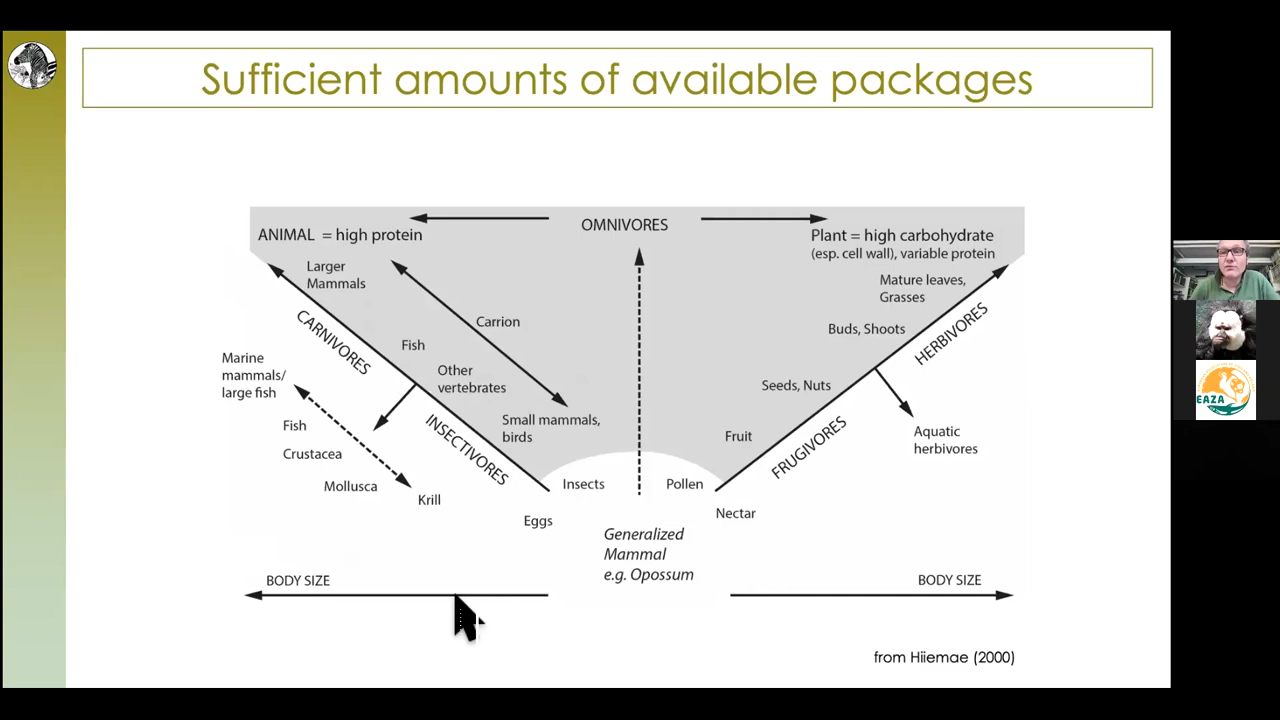 Sufficient amounts of available packages
OMNIVORES
ANIMAL = high protein
Plant = high carbohydrate
(esp. cell wall), variable protein
Larger
Mammals
Mature leaves,
Grasses
Carrion
Buds, Shoots
HERBIVORES
CARNIVORES
Fish
Marine
mammals/
large fish
Other
vertebrates
Seeds, Nuts
Small mammals,
birds
INSECTIVORES
Fish
Crustacea
Mollusca
Krill
Fruit
FRUGIVORES
Aquatic
herbivores
Insects
Pollen
Eggs
Nectar
Generalized
Mammal
e.g. Opossum
BODY SIZE
BODY SIZE
from Hiiemae (2000)
EAZA